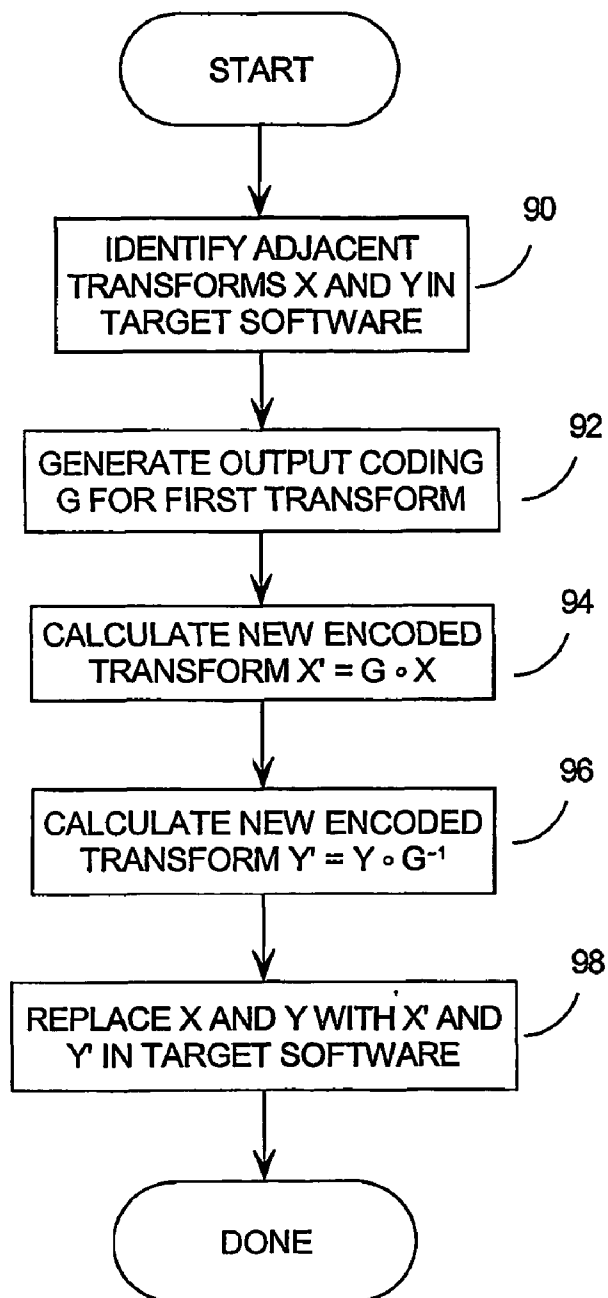 START
90
IDENTIFY ADJACENT
TRANSFORMS X AND Y IN
TARGET SOFTWARE
92
GENERATE OUTPUT CODING
G FOR FIRST TRANSFORM
94
CALCULATE NEW ENCODED
TRANSFORM X' = G ∘ X
96
CALCULATE NEW ENCODED
TRANSFORM Y' = Y ∘ G⁻¹
98
REPLACE X AND Y WITH X' AND
Y' IN TARGET SOFTWARE
DONE